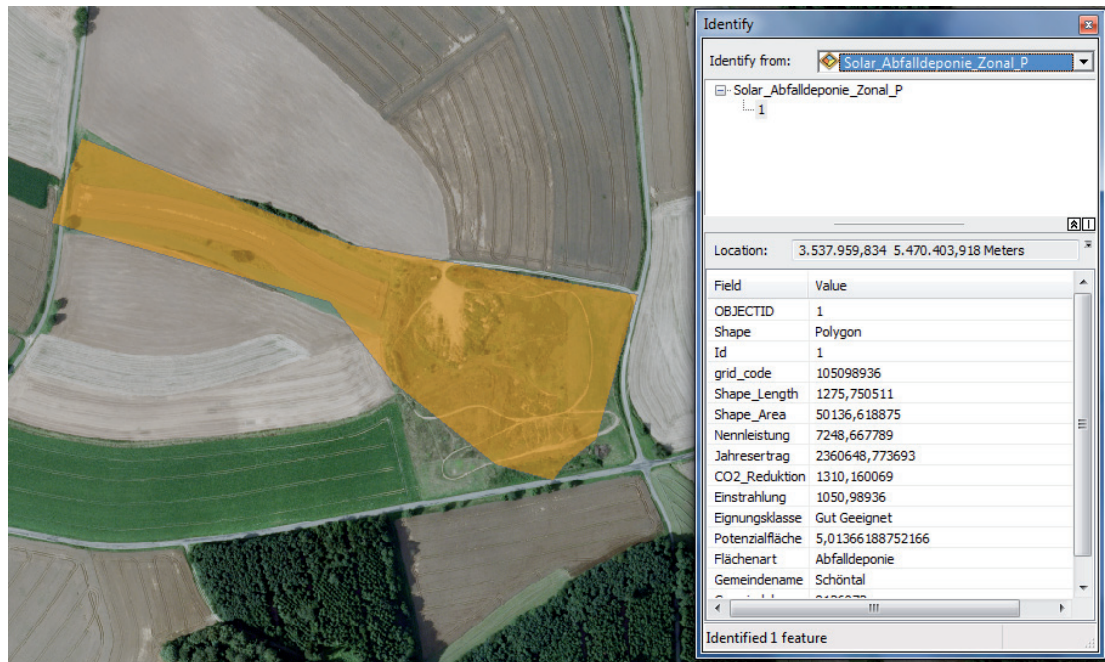 Identify
Identify from: Solar_Abfalldeponie_Zonal_P
Solar_Abfalldeponie_Zonal_P
1
Location: 3.537.959,834 5.470.403,918 Meters
Field Value
OBJECTID 1
Shape Polygon
Id 1
grid_code 105098936
Shape_Length 1275,750511
Shape_Area 50136,618875
Nennleistung 7248,667789
Jahresertrag 2360648,773693
CO2_Reduktion 1310,160069
Einstrahlung 1050,98936
Eignungsklasse Gut Geeignet
Potenzialfläche 5,01366188752166
Flächenart Abfalldeponie
Gemeindename Schöntal
Identified 1 feature